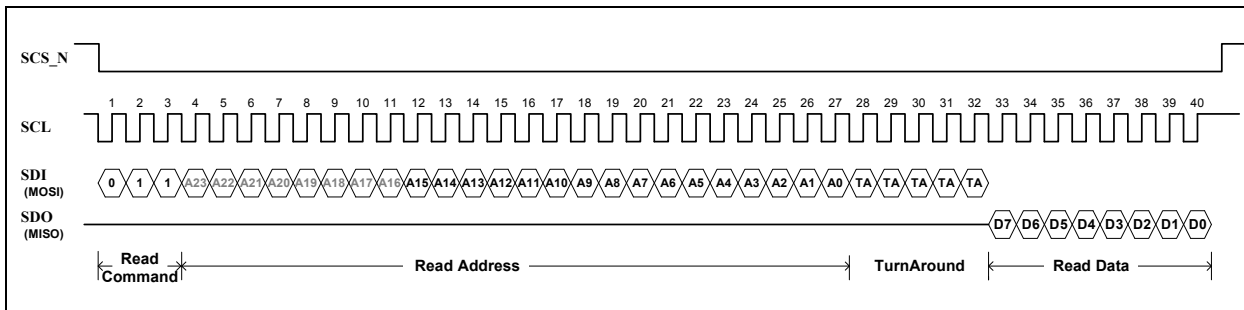 SCS_N
1 2 3 4 5 6 7 8 9 10 11 12 13 14 15 16 17 18 19 20 21 22 23 24 25 26 27 28 29 30 31 32 33 34 35 36 37 38 39 40
SCL
SDI
(MOSI)
0 1 1 A23 A22 A21 A20 A19 A18 A17 A16 A15 A14 A13 A12 A11 A10 A9 A8 A7 A6 A5 A4 A3 A2 A1 A0 TA TA TA TA TA
SDO
(MISO)
D7 D6 D5 D4 D3 D2 D1 D0
Read
Command
Read Address
TurnAround
Read Data